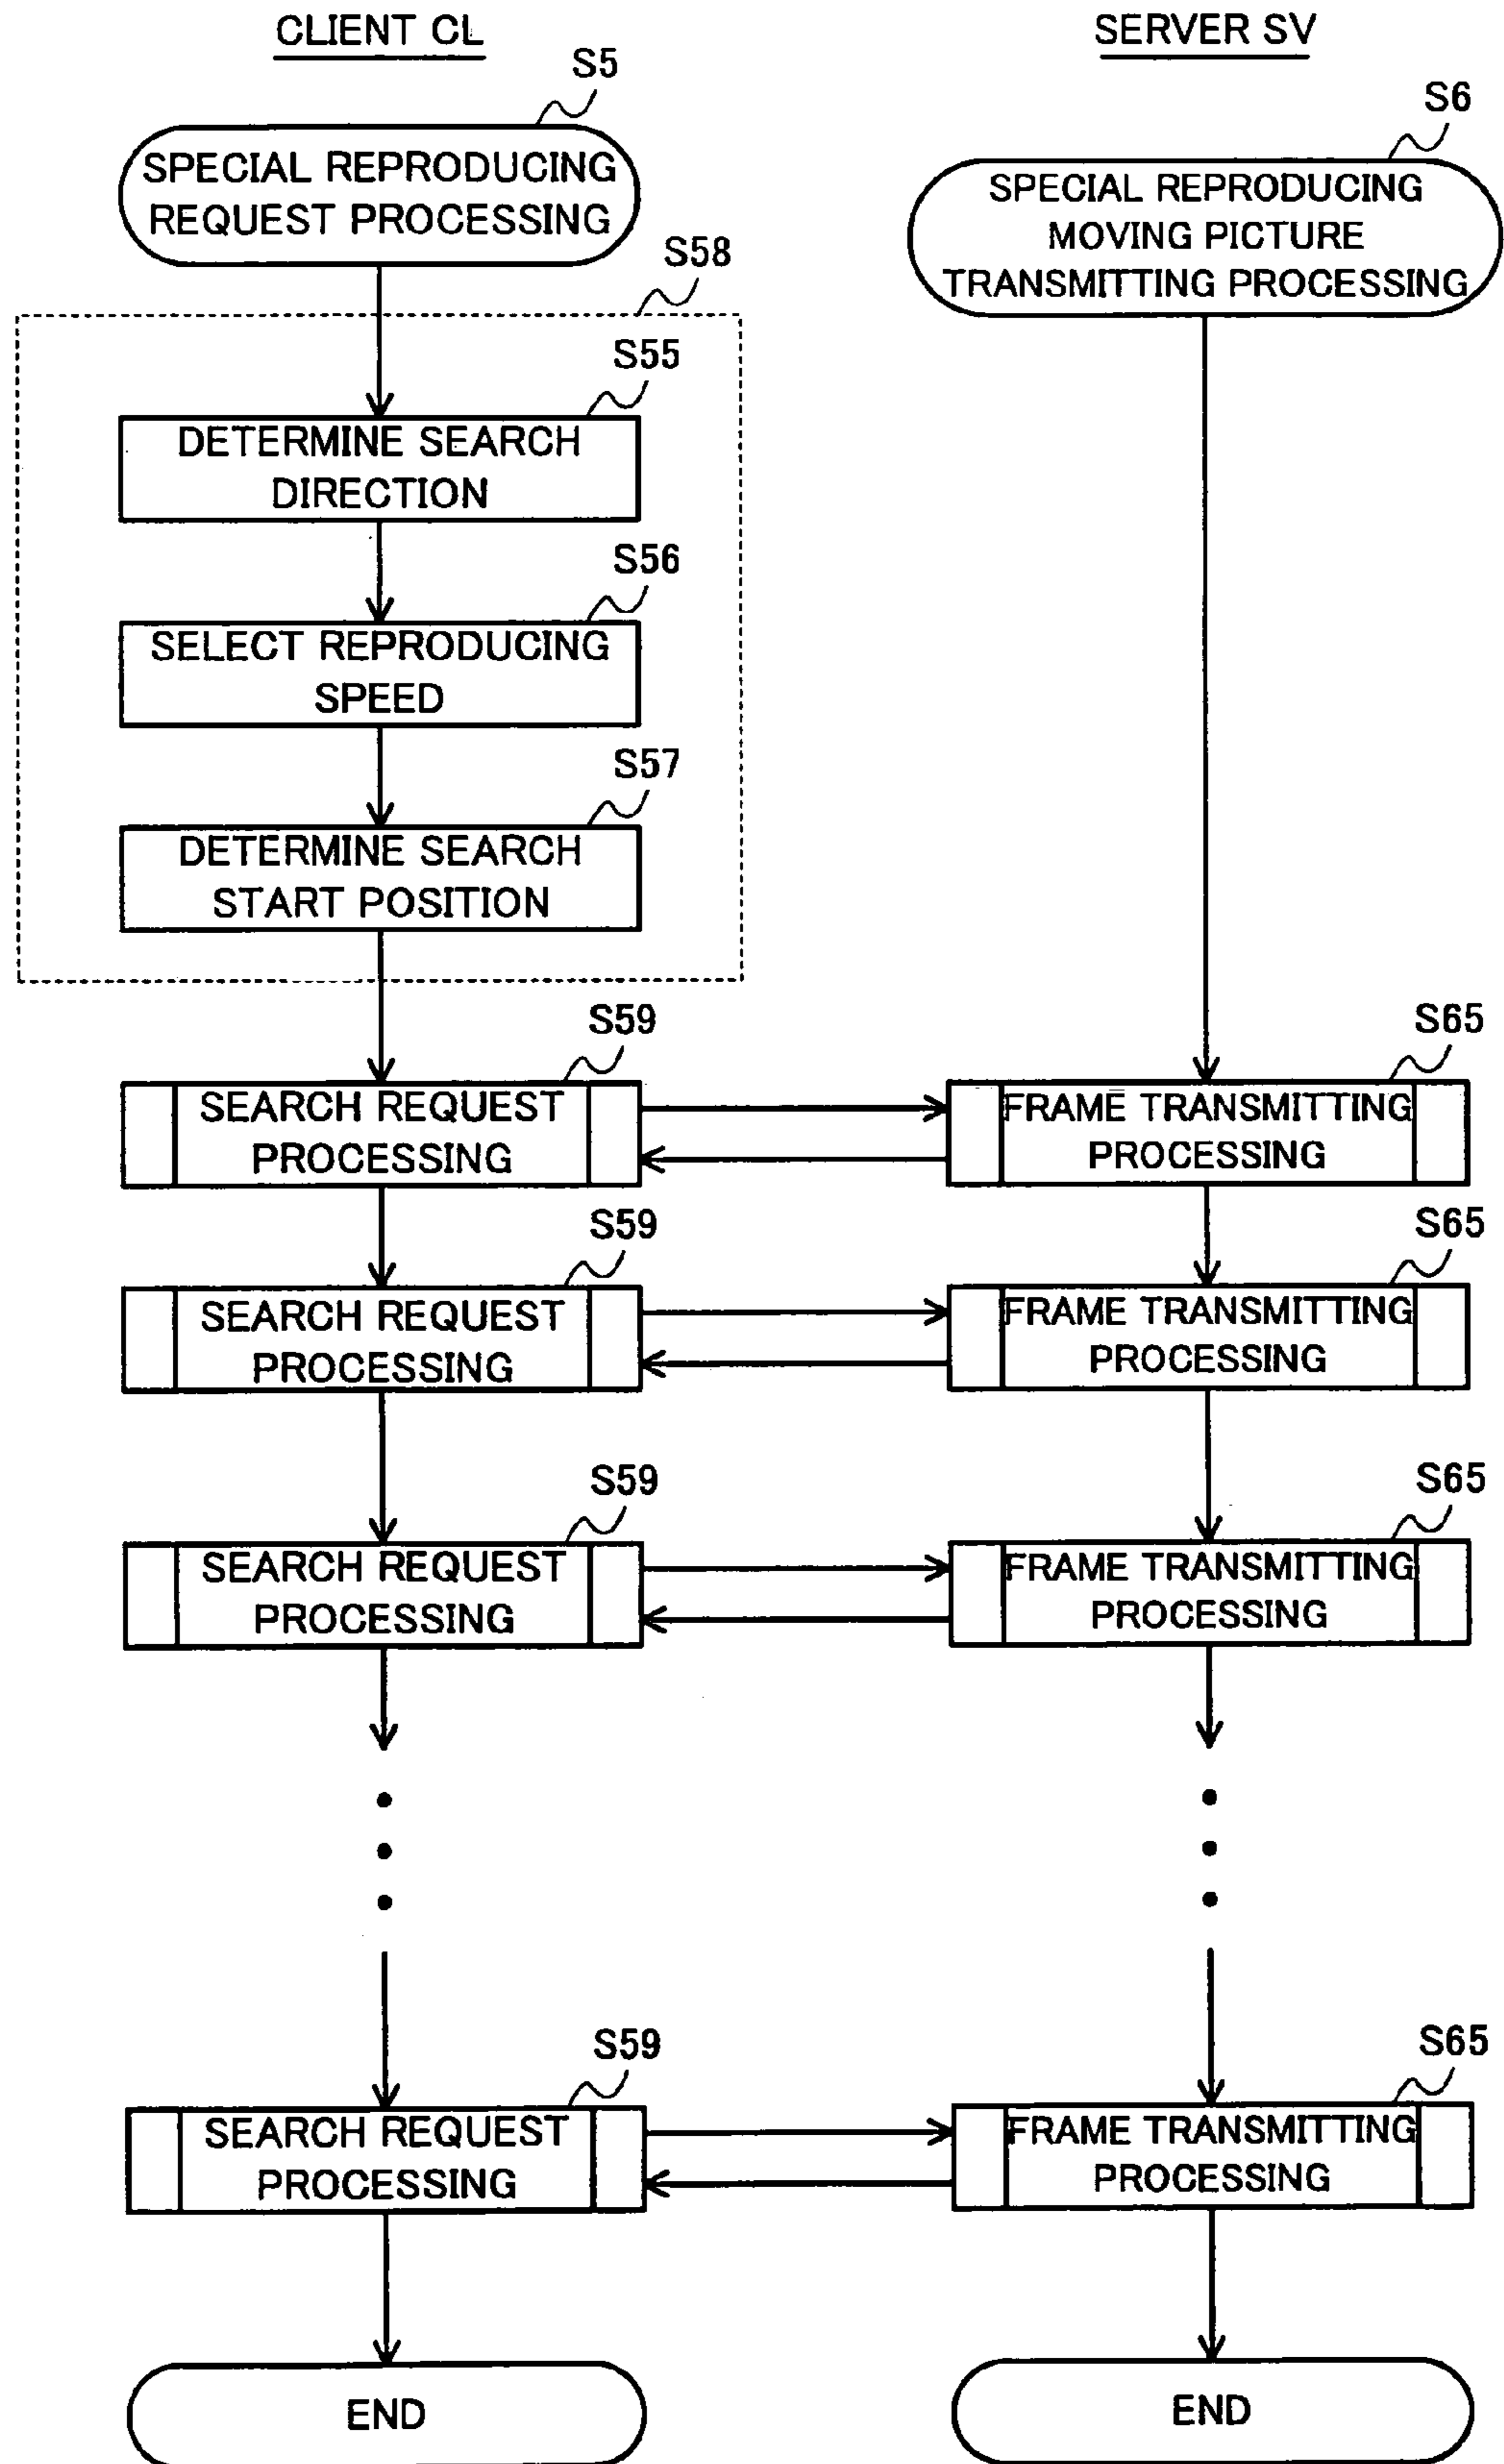 CLIENT CL
SERVER SV
S5
SPECIAL REPRODUCING
REQUEST PROCESSING
S6
SPECIAL REPRODUCING
MOVING PICTURE
TRANSMITTING PROCESSING
S58
S55
DETERMINE SEARCH
DIRECTION
S56
SELECT REPRODUCING
SPEED
S57
DETERMINE SEARCH
START POSITION
S59
SEARCH REQUEST
PROCESSING
S65
FRAME TRANSMITTING
PROCESSING
S59
SEARCH REQUEST
PROCESSING
S65
FRAME TRANSMITTING
PROCESSING
S59
SEARCH REQUEST
PROCESSING
S65
FRAME TRANSMITTING
PROCESSING
S59
SEARCH REQUEST
PROCESSING
S65
FRAME TRANSMITTING
PROCESSING
END
END